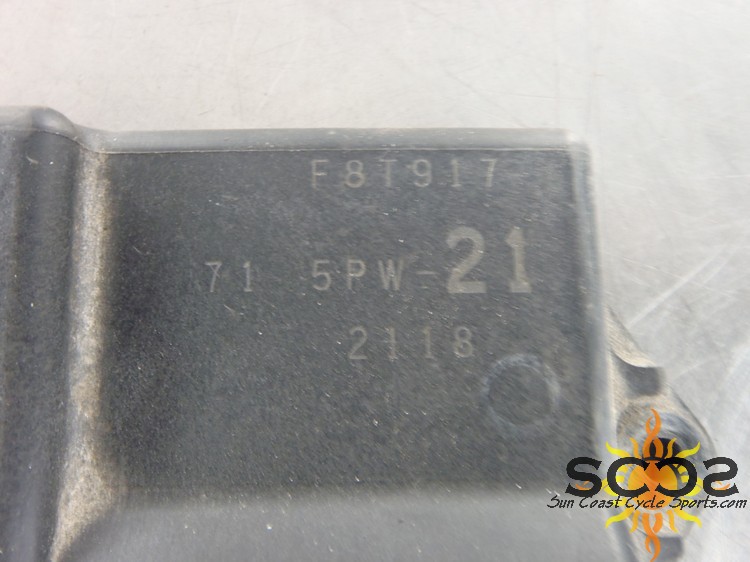 F8T917
71 5PW-21
2118
SCCS
Sun Coast Cycle Sports.com